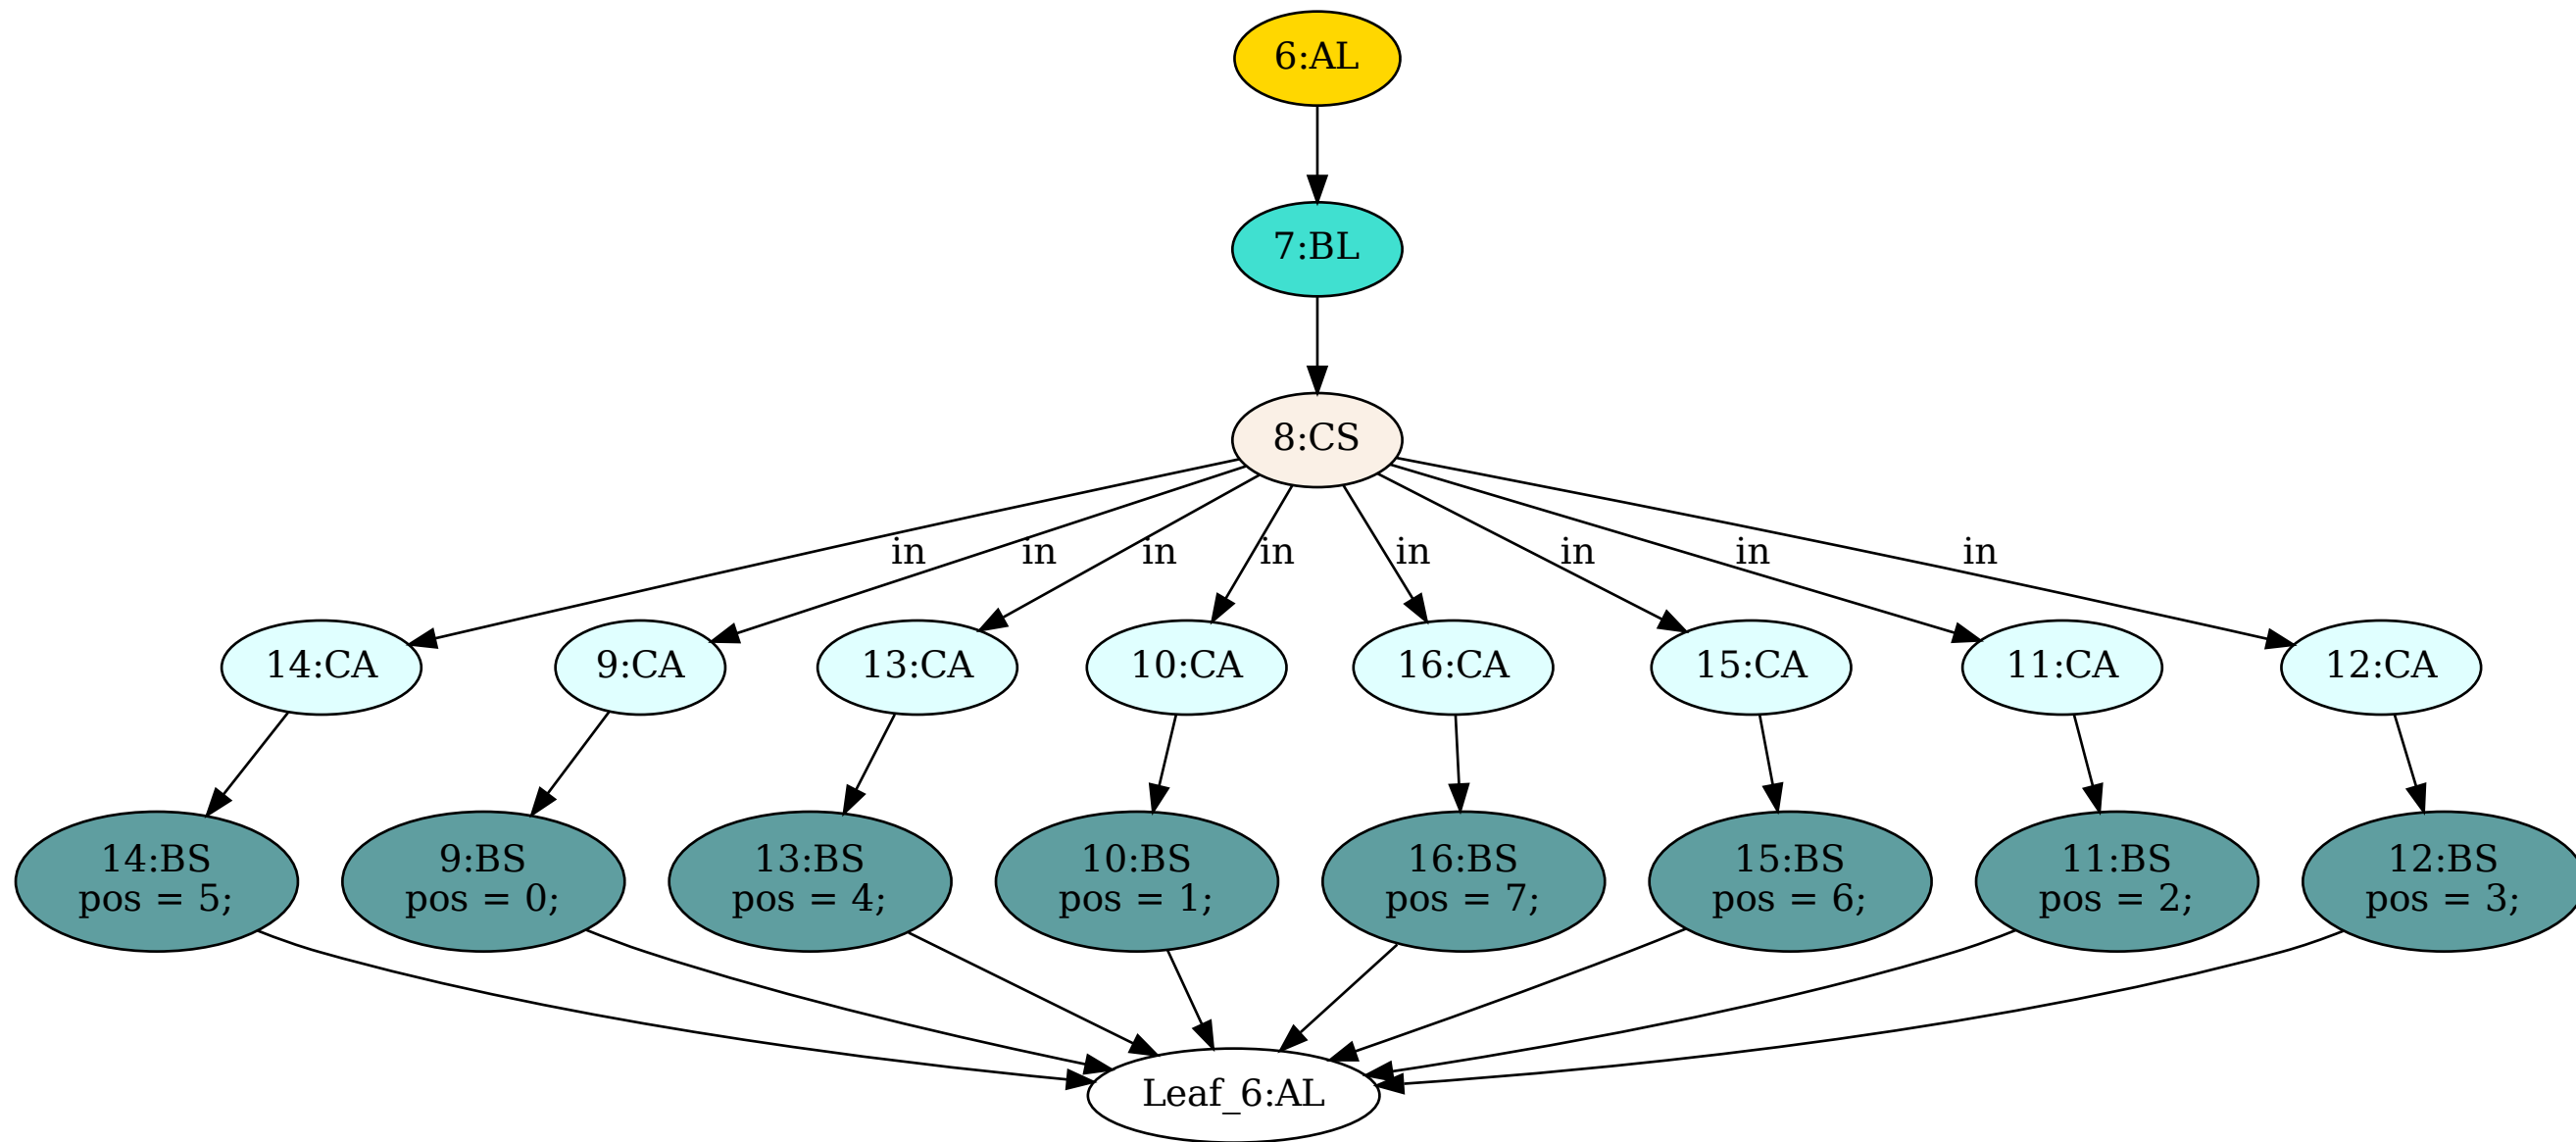 6:AL
7:BL
8:CS
in in in in in in in in
14:CA 9:CA 13:CA 10:CA 16:CA 15:CA 11:CA 12:CA
14:BS
pos = 5;
9:BS
pos = 0;
13:BS
pos = 4;
10:BS
pos = 1;
16:BS
pos = 7;
15:BS
pos = 6;
11:BS
pos = 2;
12:BS
pos = 3;
Leaf_6:AL